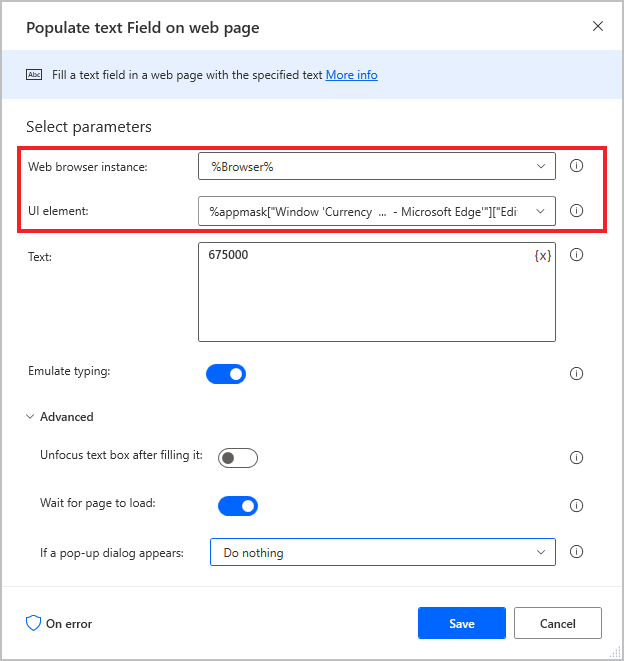 Populate text Field on web page
Abc Fill a text field in a web page with the specified text More info
Select parameters
Web browser instance: %Browser%
UI element: %appmask["Window 'Currency ... - Microsoft Edge'"]["Edi
Text: 675000 {x}
Emulate typing:
Advanced
Unfocus text box after filling it:
Wait for page to load:
If a pop-up dialog appears: Do nothing
On error Save Cancel